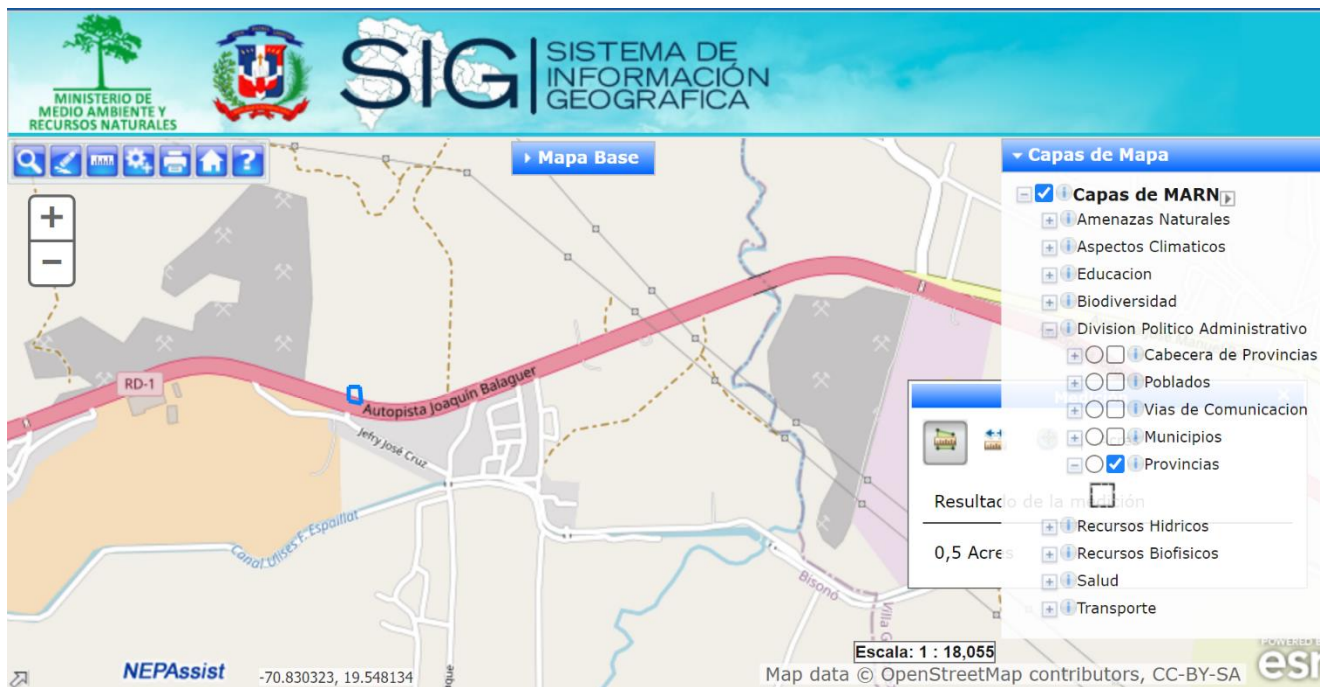 MINISTERIO DE
MEDIO AMBIENTE Y
RECURSOS NATURALES
SIG
SISTEMA DE
INFORMACIÓN
GEOGRÁFICA
?
Mapa Base
Capas de Mapa
+
−
Capas de MARN
Amenazas Naturales
Aspectos Climaticos
Educacion
Biodiversidad
Division Politico Administrativo
Cabecera de Provincias
Poblados
Vias de Comunicacion
Municipios
Provincias
Recursos Hidricos
Recursos Biofisicos
Salud
Transporte
Resultado de la medición
0,5 Acres
RD-1
Autopista Joaquín Balaguer
Jefry José Cruz
Canal Ulises F. Espaillat
Bisonó
Villa G
NEPAssist
-70.830323, 19.548134
Escala: 1 : 18,055
Map data © OpenStreetMap contributors, CC-BY-SA
POWERED B
esri